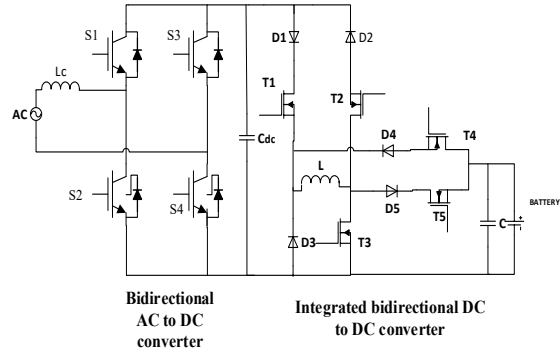 S1
S3
D1
D2
Lc
T1
T2
AC
Cdc
D4
T4
L
D5
T5
S2
S4
D3
T3
C
BATTERY
+
Bidirectional
AC to DC
converter
Integrated bidirectional DC
to DC converter